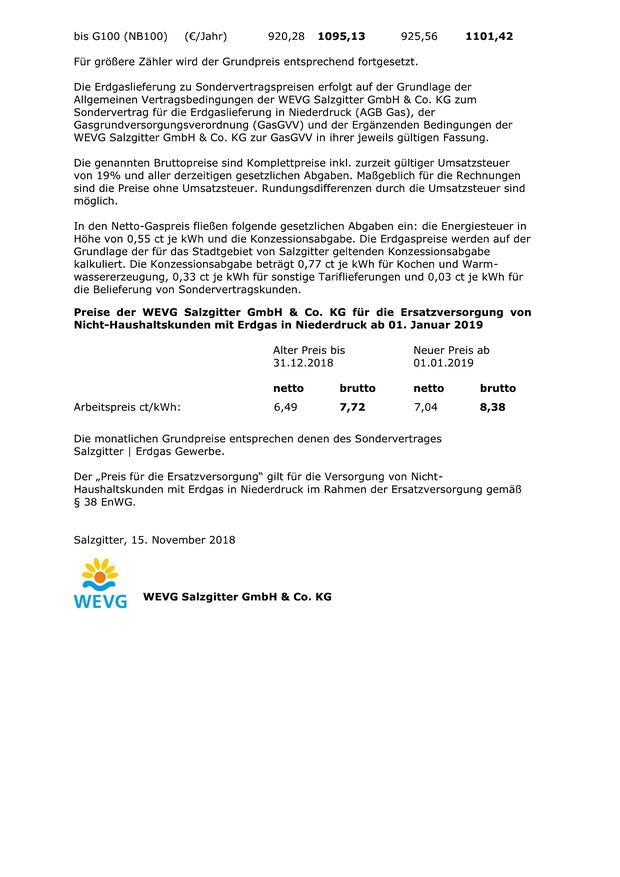 bis G100 (NB100) (€/Jahr) 920,28 1095,13 925,56 1101,42
Für größere Zähler wird der Grundpreis entsprechend fortgesetzt.
Die Erdgaslieferung zu Sondervertragspreisen erfolgt auf der Grundlage der
Allgemeinen Vertragsbedingungen der WEVG Salzgitter GmbH & Co. KG zum
Sondervertrag für die Erdgaslieferung in Niederdruck (AGB Gas), der
Gasgrundversorgungsverordnung (GasGVV) und der Ergänzenden Bedingungen der
WEVG Salzgitter GmbH & Co. KG zur GasGVV in ihrer jeweils gültigen Fassung.
Die genannten Bruttopreise sind Komplettpreise inkl. zurzeit gültiger Umsatzsteuer
von 19% und aller derzeitigen gesetzlichen Abgaben. Maßgeblich für die Rechnungen
sind die Preise ohne Umsatzsteuer. Rundungsdifferenzen durch die Umsatzsteuer sind
möglich.
In den Netto-Gaspreis fließen folgende gesetzlichen Abgaben ein: die Energiesteuer in
Höhe von 0,55 ct je kWh und die Konzessionsabgabe. Die Erdgaspreise werden auf der
Grundlage der für das Stadtgebiet von Salzgitter geltenden Konzessionsabgabe
kalkuliert. Die Konzessionsabgabe beträgt 0,77 ct je kWh für Kochen und Warm-
wassererzeugung, 0,33 ct je kWh für sonstige Tariflieferungen und 0,03 ct je kWh für
die Belieferung von Sondervertragskunden.
Preise der WEVG Salzgitter GmbH & Co. KG für die Ersatzversorgung von
Nicht-Haushaltskunden mit Erdgas in Niederdruck ab 01. Januar 2019
Alter Preis bis Neuer Preis ab
31.12.2018 01.01.2019
netto brutto netto brutto
Arbeitspreis ct/kWh: 6,49 7,72 7,04 8,38
Die monatlichen Grundpreise entsprechen denen des Sondervertrages
Salzgitter | Erdgas Gewerbe.
Der „Preis für die Ersatzversorgung“ gilt für die Versorgung von Nicht-
Haushaltskunden mit Erdgas in Niederdruck im Rahmen der Ersatzversorgung gemäß
§ 38 EnWG.
Salzgitter, 15. November 2018
WEVG
WEVG Salzgitter GmbH & Co. KG